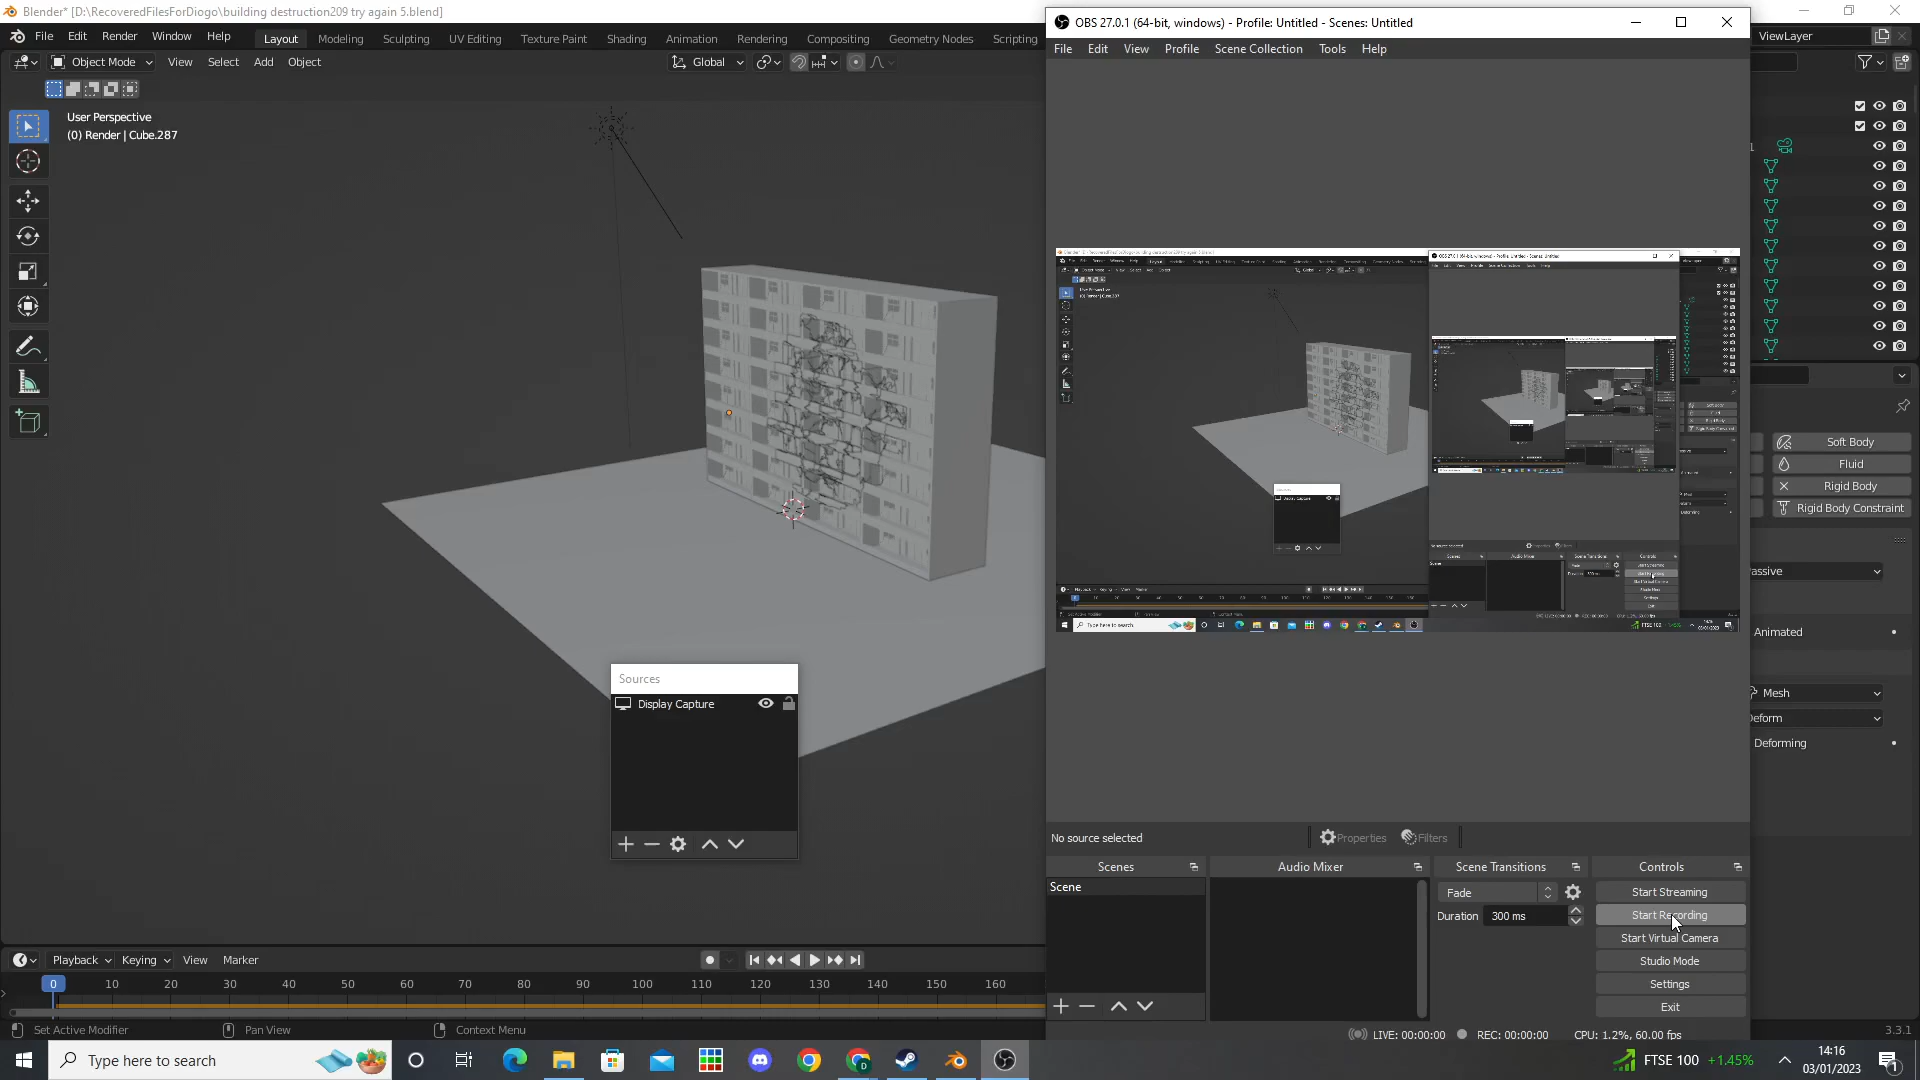 Blender* [D:\RecoveredFilesForDiogo\building destruction209 try again 5.blend]
File Edit Render Window Help
Layout Modeling Sculpting UV Editing Texture Paint Shading Animation Rendering Compositing Geometry Nodes Scripting
ViewLayer
Object Mode View Select Add Object
Global
User Perspective
(0) Render | Cube.287
OBS 27.0.1 (64-bit, windows) - Profile: Untitled - Scenes: Untitled
File Edit View Profile Scene Collection Tools Help
Soft Body
Fluid
Rigid Body
Rigid Body Constraint
assive
Animated
Mesh
Deform
Deforming
Sources
Display Capture
No source selected
Properties
Filters
Scenes
Scene
Audio Mixer
Scene Transitions
Fade
Duration 300 ms
Controls
Start Streaming
Start Recording
Start Virtual Camera
Studio Mode
Settings
Exit
LIVE: 00:00:00 REC: 00:00:00 CPU: 1.2%, 60.00 fps
Playback Keying View Marker
0 10 20 30 40 50 60 70 80 90 100 110 120 130 140 150 160
Set Active Modifier Pan View Context Menu
3.3.1
Type here to search
D
FTSE 100 +1.45%
14:16
03/01/2023
1